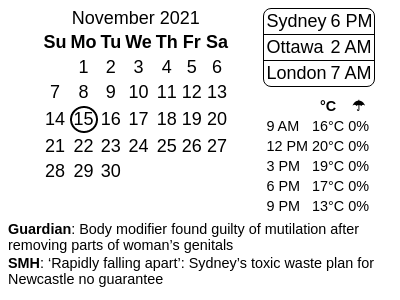 November 2021
Su Mo Tu We Th Fr Sa
1 2 3 4 5 6
7 8 9 10 11 12 13
14 15 16 17 18 19 20
21 22 23 24 25 26 27
28 29 30
Sydney 6 PM
Ottawa 2 AM
London 7 AM
°C ☂
9 AM 16°C 0%
12 PM 20°C 0%
3 PM 19°C 0%
6 PM 17°C 0%
9 PM 13°C 0%
Guardian: Body modifier found guilty of mutilation after
removing parts of woman’s genitals
SMH: ‘Rapidly falling apart’: Sydney’s toxic waste plan for
Newcastle no guarantee